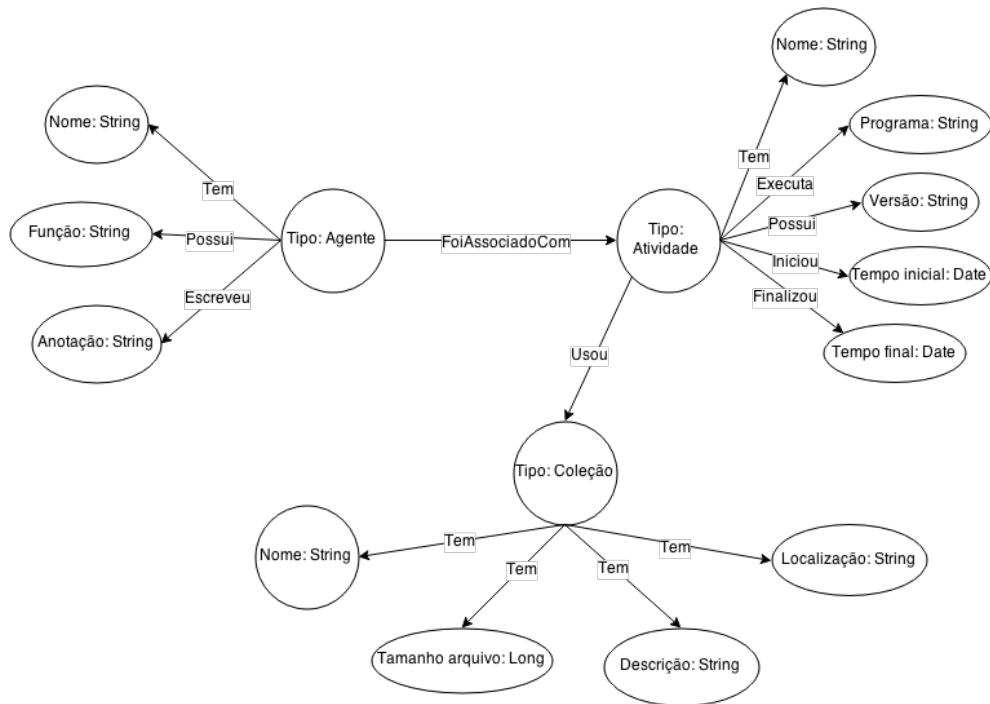 Nome: String
Nome: String
Programa: String
Tem
Executa
Tem
Versão: String
Função: String
Possui
Tipo: Agente
FoiAssociadoCom
Tipo:
Atividade
Possui
Iniciou
Tempo inicial: Date
Escreveu
Finalizou
Anotação: String
Usou
Tempo final: Date
Tipo: Coleção
Nome: String
Tem
Tem
Tem
Tem
Localização: String
Tamanho arquivo: Long
Descrição: String